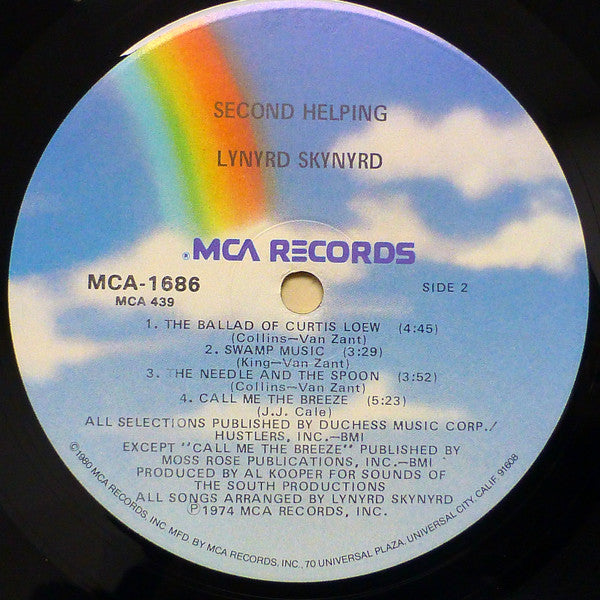 SECOND HELPING
LYNYRD SKYNYRD
®MCA RECORDS
MCA-1686
MCA 439
SIDE 2
1. THE BALLAD OF CURTIS LOEW (4:45)
(Collins—Van Zant)
2. SWAMP MUSIC (3:29)
(King—Van Zant)
3. THE NEEDLE AND THE SPOON (3:52)
(Collins—Van Zant)
4. CALL ME THE BREEZE (5:23)
(J.J. Cale)
ALL SELECTIONS PUBLISHED BY DUCHESS MUSIC CORP./
HUSTLERS, INC.—BMI
EXCEPT "CALL ME THE BREEZE" PUBLISHED BY
MOSS ROSE PUBLICATIONS, INC.—BMI
PRODUCED BY AL KOOPER FOR SOUNDS OF
THE SOUTH PRODUCTIONS
ALL SONGS ARRANGED BY LYNYRD SKYNYRD
Ⓟ1974 MCA RECORDS, INC.
©1980 MCA RECORDS, INC. MFD. BY MCA RECORDS, INC., 70 UNIVERSAL PLAZA, UNIVERSAL CITY, CALIF. 91608